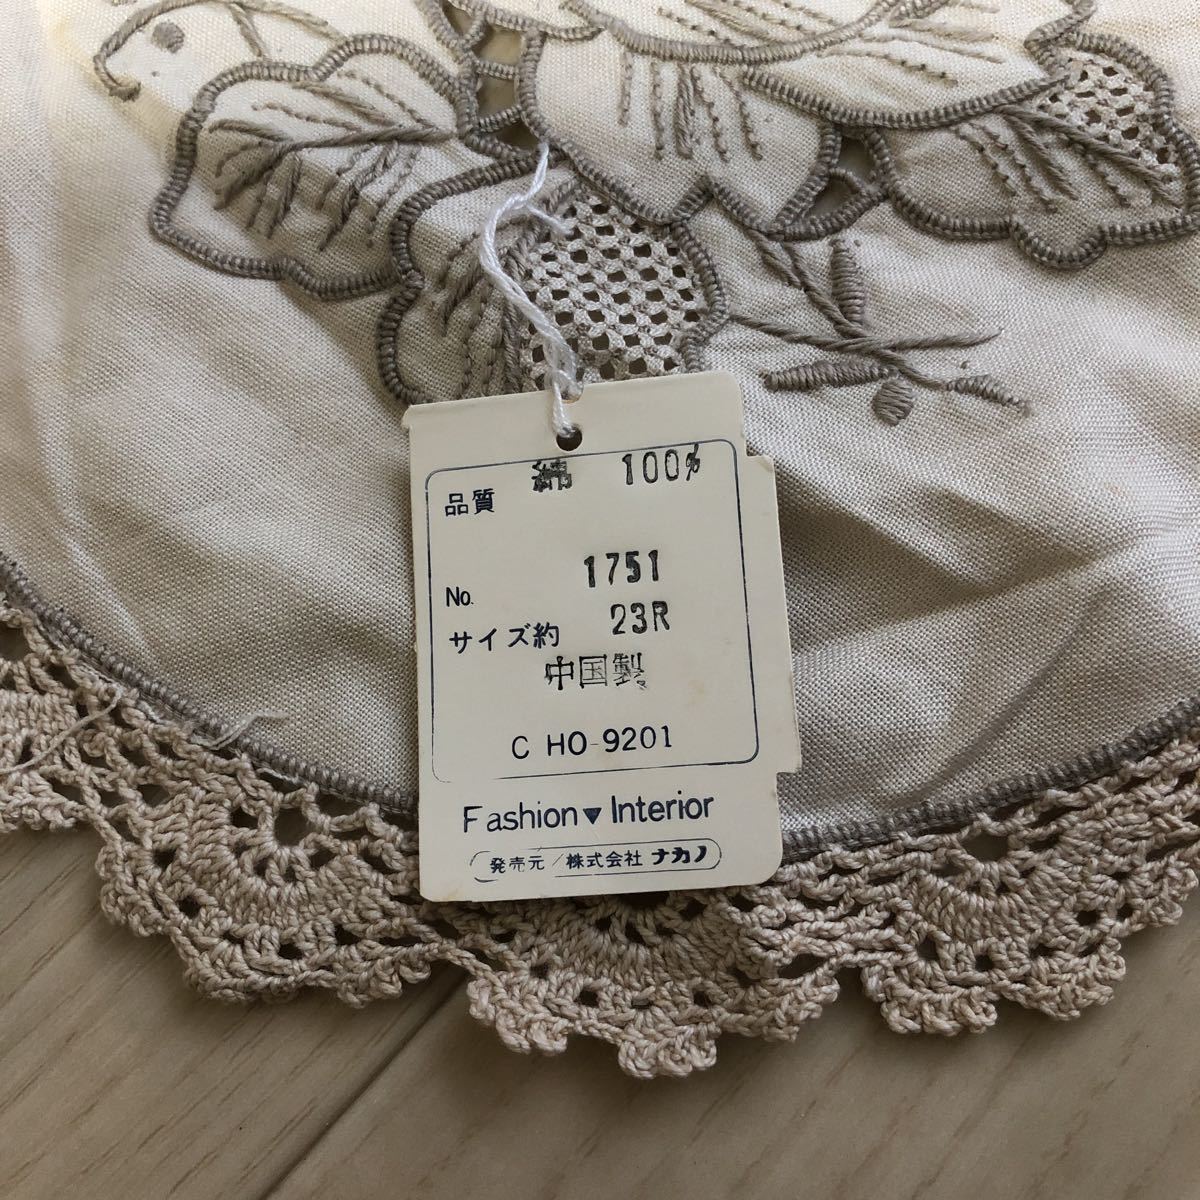 綿 100%
品質
No. 1751
サイズ約 23R
中国製
C HO-9201
Fashion▼Interior
発売元/株式会社 ナカノ